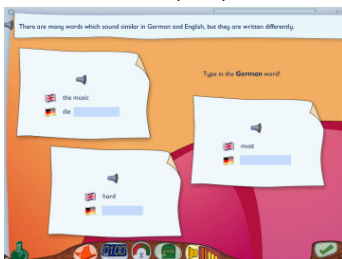 There are many words which sound similar in German and English, but they are written differently.
Type in the German word!
the music
die
must
hard